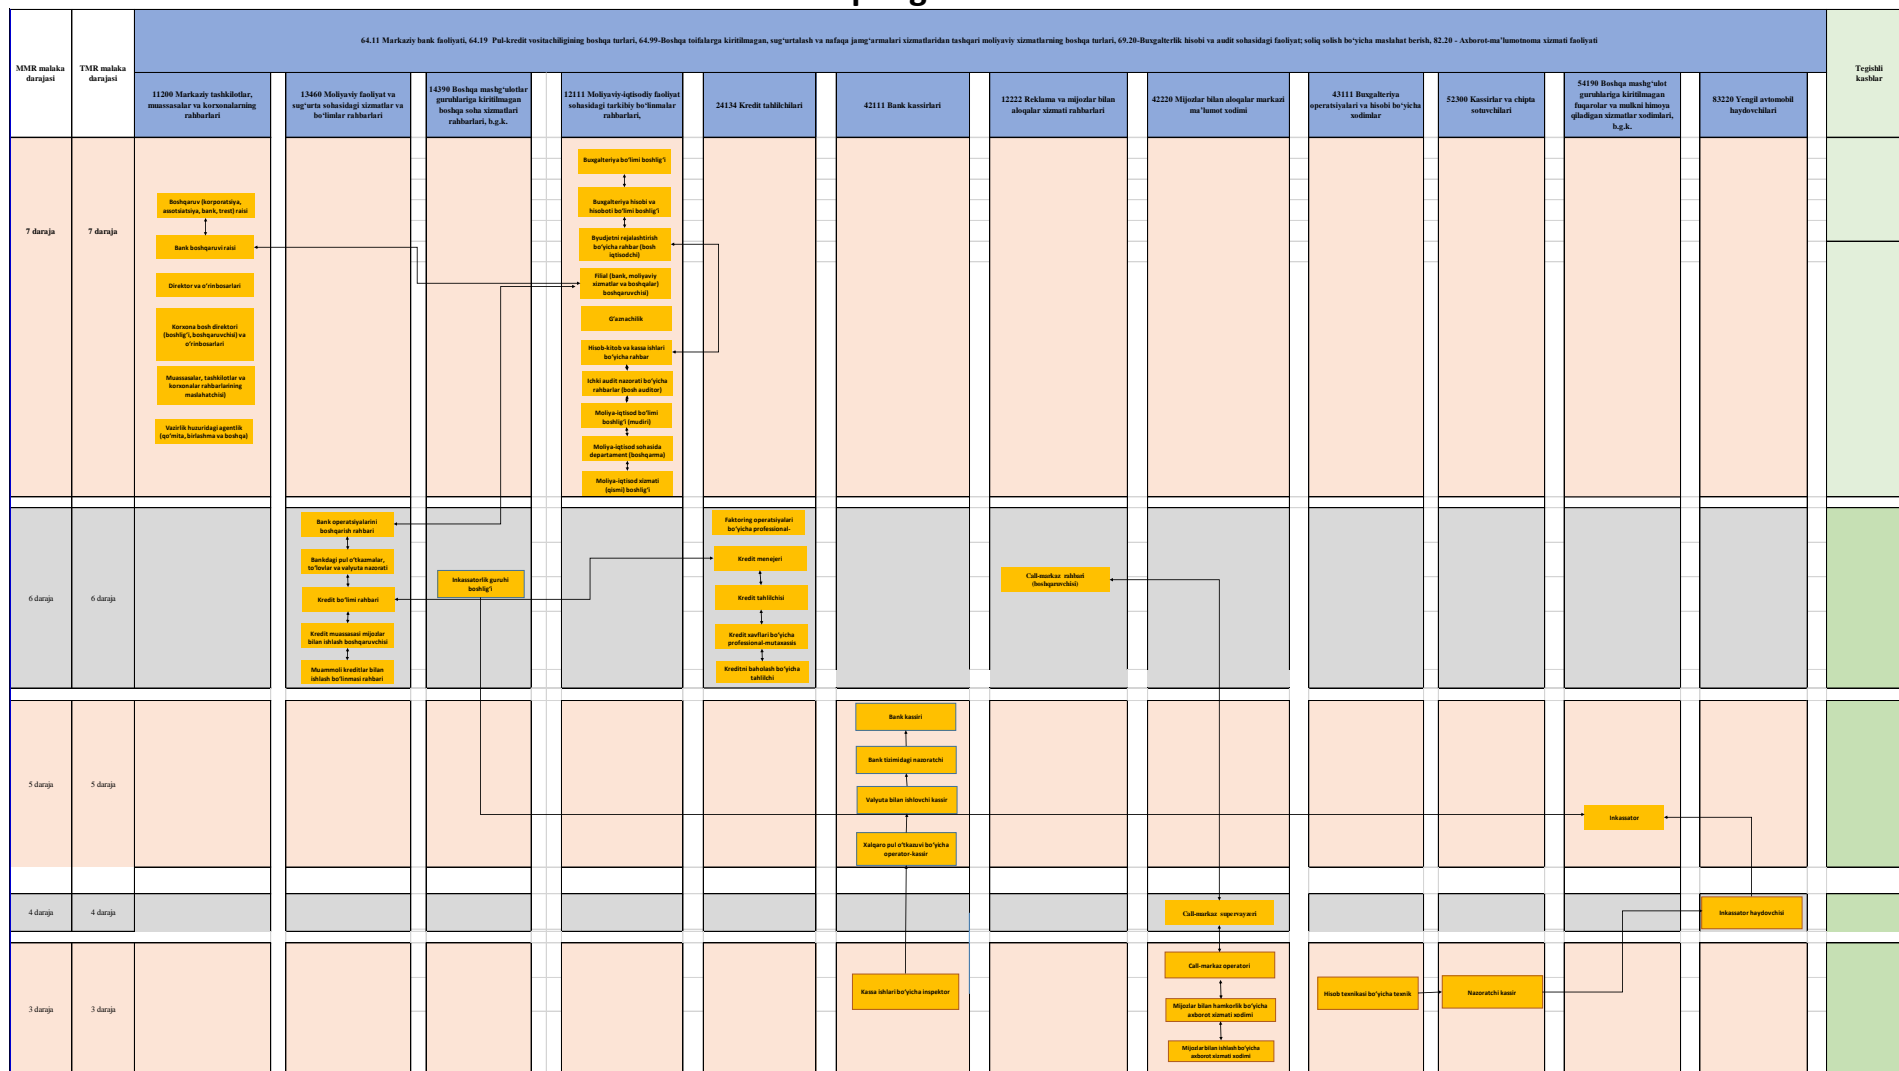 64.11 Markaziy bank faoliyati, 64.19 Pul-kredit vositachiligining boshqa turlari, 64.99-Boshqa toifalarga kiritilmagan, sug‘urtalash va nafaqa jamg‘armalari xizmatlaridan tashqari moliyaviy xizmatlarning boshqa turlari, 69.20-Buxgalterlik hisobi va audit sohasidagi faoliyat; soliq solish bo‘yicha maslahat berish, 82.20 - Axborot-ma’lumotnoma xizmati faoliyati
MMR malaka
darajasi
TMR malaka
darajasi
Tegishli
kasblar
11200 Markaziy tashkilotlar,
muassasalar va korxonalarning
rahbarlari
13460 Moliyaviy faoliyat va
sug‘urta sohasidagi xizmatlar va
bo‘limlar rahbarlari
14390 Boshqa mashg‘ulotlar
guruhlariga kiritilmagan
boshqa soha xizmatlari
rahbarlari, b.g.k.
12111 Moliyaviy-iqtisodiy faoliyat
sohasidagi tarkibiy bo‘linmalar
rahbarlari,
24134 Kredit tahlilchilari
42111 Bank kassirlari
12222 Reklama va mijozlar bilan
aloqalar xizmati rahbarlari
42220 Mijozlar bilan aloqalar markazi
ma’lumot xodimi
43111 Buxgalteriya
operatsiyalari va hisobi bo‘yicha
xodimlar
52300 Kassirlar va chipta
sotuvchilari
54190 Boshqa mashg‘ulot
guruhlariga kiritilmagan
fuqarolar va mulkni himoya
qiladigan xizmatlar xodimlari,
b.g.k.
83220 Yengil avtomobil
haydovchilari
7 daraja
7 daraja
Boshqaruv (korporatsiya,
assotsiatsiya, bank, trest) raisi
Bank boshqaruvi raisi
Direktor va o‘rinbosarlari
Korxona bosh direktori
(boshlig‘i, boshqaruvchisi) va
o‘rinbosarlari
Muassasalar, tashkilotlar va
korxonalar rahbarlarining
maslahatchisi)
Vazirlik huzuridagi agentlik
(qo‘mita, birlashma va boshqa)
Buxgalteriya bo‘limi boshlig‘i
Buxgalteriya hisobi va
hisoboti bo‘limi boshlig‘i
Byudjetni rejalashtirish
bo‘yicha rahbar (bosh
iqtisodchi)
Filial (bank, moliyaviy
xizmatlar va boshqalar)
boshqaruvchisi)
G‘aznachilik
Hisob-kitob va kassa ishlari
bo‘yicha rahbar
Ichki audit nazorati bo‘yicha
rahbarlar (bosh auditor)
Moliya-iqtisod bo‘limi
boshlig‘i (mudiri)
Moliya-iqtisod sohasida
departament (boshqarma)
Moliya-iqtisod xizmati
(qismi) boshlig‘i
6 daraja
6 daraja
Bank operatsiyalarini
boshqarish rahbari
Bankdagi pul o‘tkazmalar,
to‘lovlar va valyuta nazorati
Kredit bo‘limi rahbari
Kredit muassasasi mijozlar
bilan ishlash boshqaruvchisi
Muammoli kreditlar bilan
ishlash bo‘linmasi rahbari
Inkassatorlik guruhi
boshlig‘i
Faktoring operatsiyalari
bo‘yicha professional-
Kredit menejeri
Kredit tahlilchisi
Kredit xavflari bo‘yicha
professional-mutaxassis
Kreditni baholash bo‘yicha
tahlilchi
Call-markaz rahbari
(boshqaruvchisi)
5 daraja
5 daraja
Bank kassiri
Bank tizimidagi nazoratchi
Valyuta bilan ishlovchi kassir
Xalqaro pul o‘tkazuvi bo‘yicha
operator-kassir
Inkassator
4 daraja
4 daraja
Call-markaz supervayzeri
Inkassator haydovchisi
3 daraja
3 daraja
Kassa ishlari bo‘yicha inspektor
Call-markaz operatori
Mijozlar bilan hamkorlik bo‘yicha
axborot xizmati xodimi
Mijozlar bilan ishlash bo‘yicha
axborot xizmati xodimi
Hisob texnikasi bo‘yicha texnik
Nazoratchi kassir